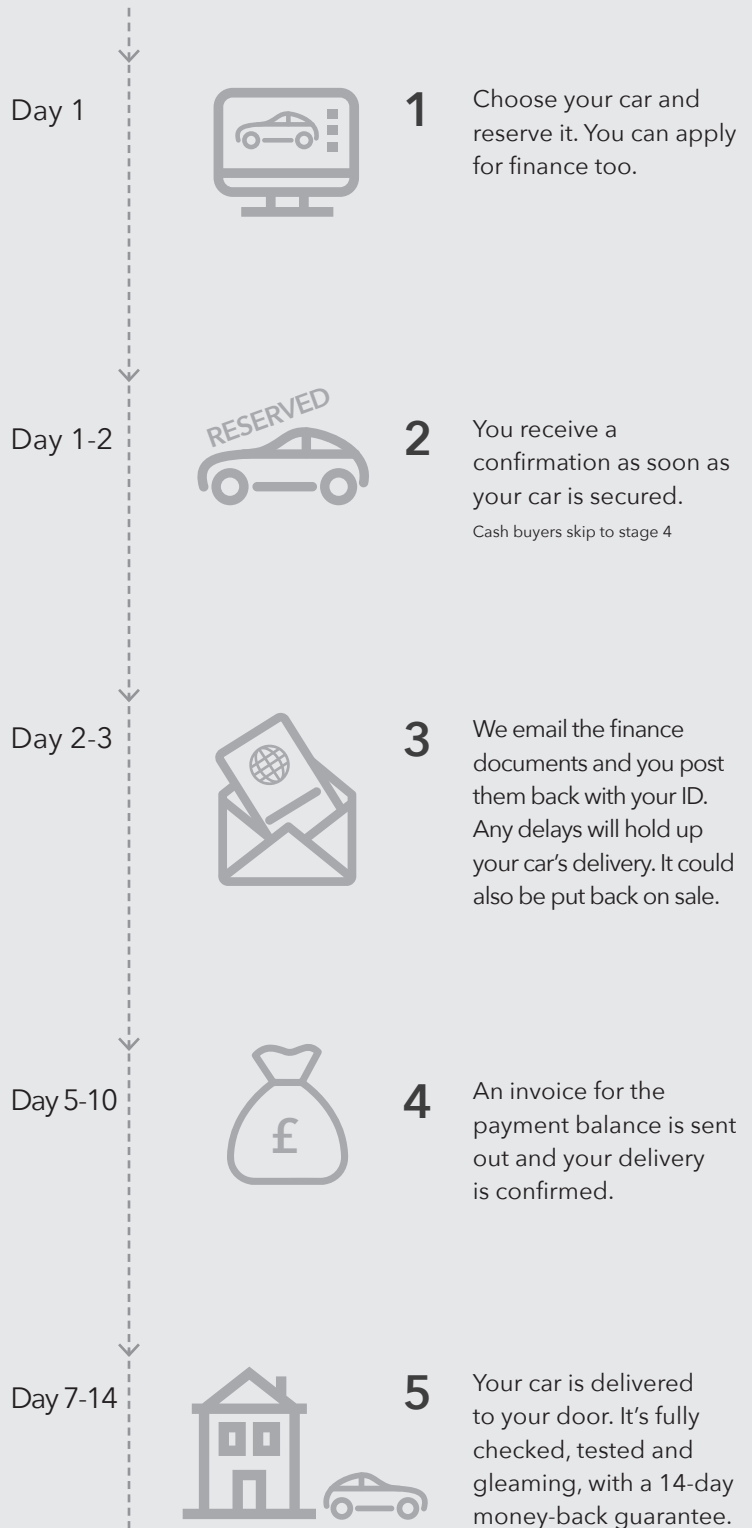 Day 1
1
Choose your car and
reserve it. You can apply
for finance too.
Day 1-2
RESERVED
2
You receive a
confirmation as soon as
your car is secured.
Cash buyers skip to stage 4
Day 2-3
3
We email the finance
documents and you post
them back with your ID.
Any delays will hold up
your car's delivery. It could
also be put back on sale.
Day 5-10
£
4
An invoice for the
payment balance is sent
out and your delivery
is confirmed.
Day 7-14
5
Your car is delivered
to your door. It's fully
checked, tested and
gleaming, with a 14-day
money-back guarantee.